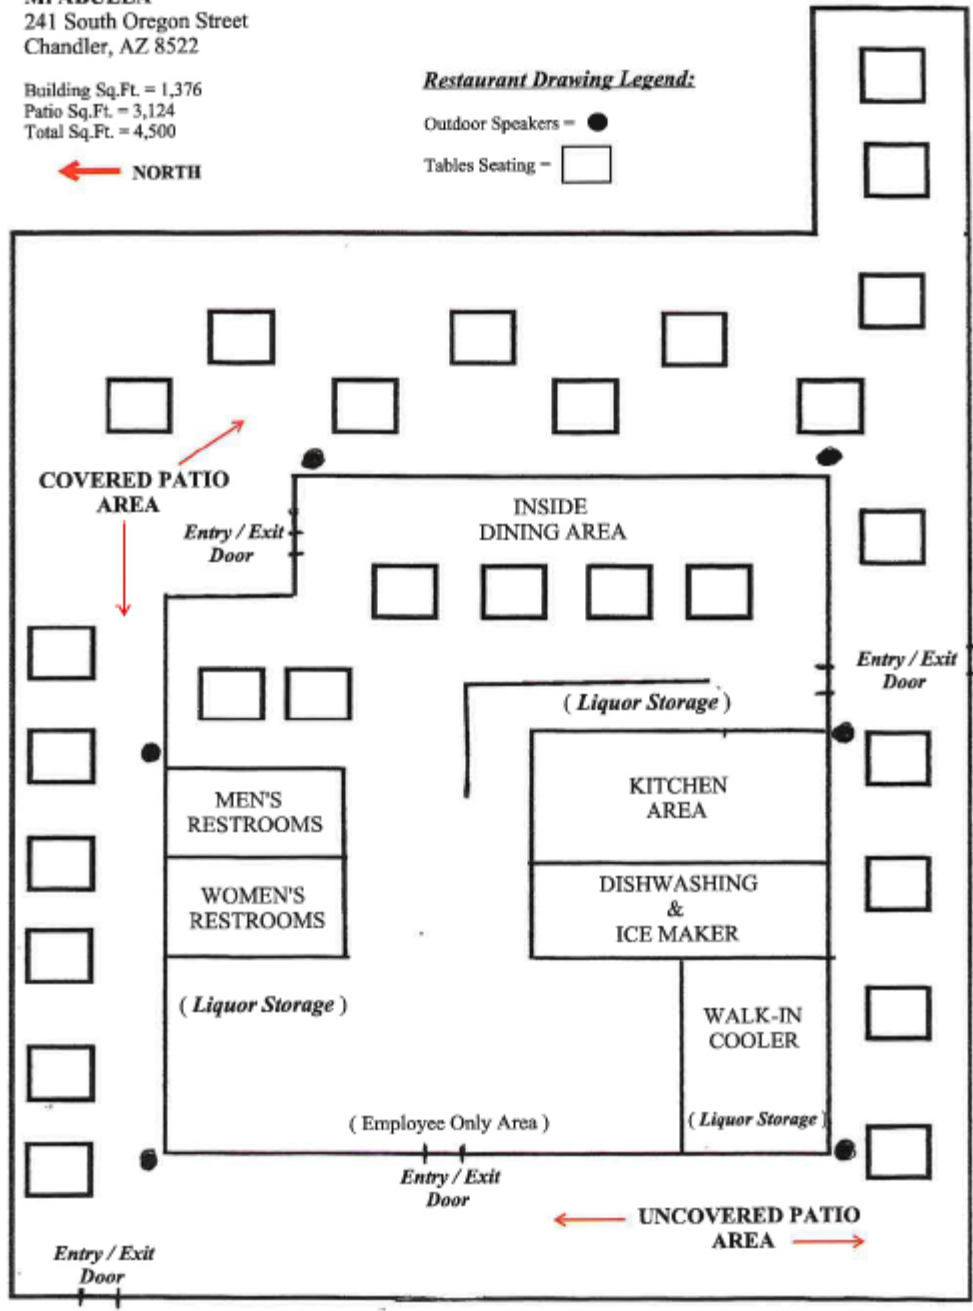 241 South Oregon Street
Chandler, AZ 8522
Building Sq.Ft. = 1,376
Patio Sq.Ft. = 3,124
Total Sq.Ft. = 4,500
NORTH
Restaurant Drawing Legend:
Outdoor Speakers =
Tables Seating =
COVERED PATIO
AREA
Entry / Exit
Door
INSIDE
DINING AREA
Entry / Exit
Door
( Liquor Storage )
MEN'S
RESTROOMS
KITCHEN
AREA
WOMEN'S
RESTROOMS
DISHWASHING
&
ICE MAKER
( Liquor Storage )
WALK-IN
COOLER
( Employee Only Area )
( Liquor Storage )
Entry / Exit
Door
UNCOVERED PATIO
AREA
Entry / Exit
Door